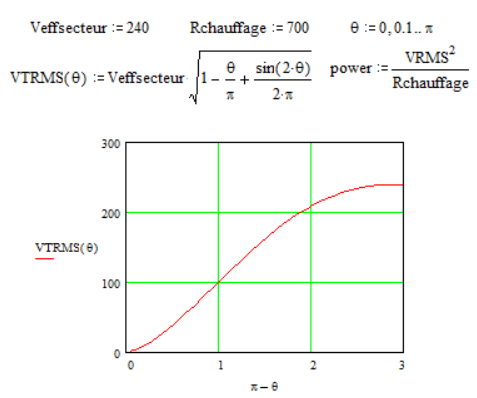 Veffsecteur := 240 Rchauffage := 700 θ := 0, 0.1.. π
VTRMS(θ) := Veffsecteur·√(1 − θ/π + sin(2·θ)/(2·π)) power := VRMS²/Rchauffage
300
200
VTRMS(θ)
100
0
0 1 2 3
π − θ